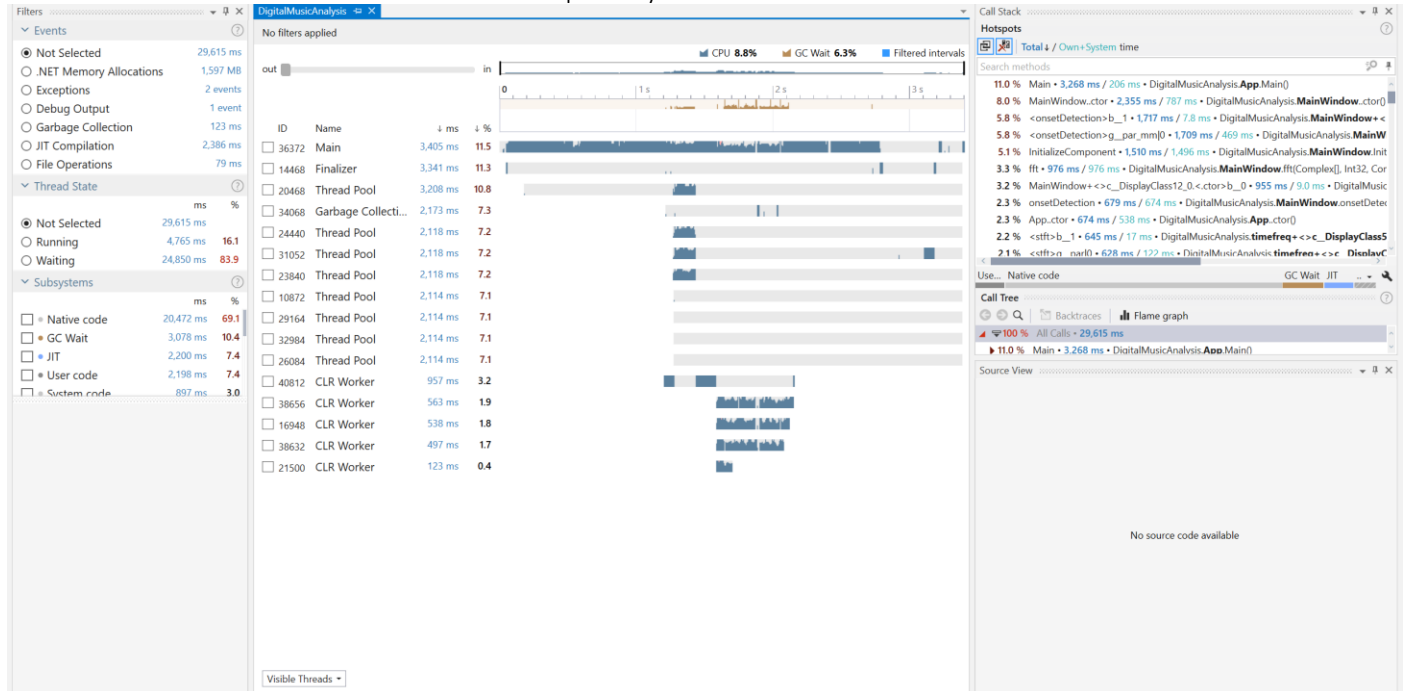 Filters
Events
Not Selected 29,615 ms
.NET Memory Allocations 1,597 MB
Exceptions 2 events
Debug Output 1 event
Garbage Collection 123 ms
JIT Compilation 2,386 ms
File Operations 79 ms
Thread State
ms %
Not Selected 29,615 ms
Running 4,765 ms 16.1
Waiting 24,850 ms 83.9
Subsystems
ms %
Native code 20,472 ms 69.1
GC Wait 3,078 ms 10.4
JIT 2,200 ms 7.4
User code 2,198 ms 7.4
System code 897 ms 3.0
DigitalMusicAnalysis
No filters applied
CPU 8.8% GC Wait 6.3% Filtered intervals
out in
0 1 s 2 s 3 s
ID Name ↓ ms ↓ %
36372 Main 3,405 ms 11.5
14468 Finalizer 3,341 ms 11.3
20468 Thread Pool 3,208 ms 10.8
34068 Garbage Collecti... 2,173 ms 7.3
24440 Thread Pool 2,118 ms 7.2
31052 Thread Pool 2,118 ms 7.2
23840 Thread Pool 2,118 ms 7.2
10872 Thread Pool 2,114 ms 7.1
29164 Thread Pool 2,114 ms 7.1
32984 Thread Pool 2,114 ms 7.1
26084 Thread Pool 2,114 ms 7.1
40812 CLR Worker 957 ms 3.2
38656 CLR Worker 563 ms 1.9
16948 CLR Worker 538 ms 1.8
38632 CLR Worker 497 ms 1.7
21500 CLR Worker 123 ms 0.4
Visible Threads
Call Stack
Hotspots
Total ↓ / Own+System time
Search methods
11.0 % Main • 3,268 ms / 206 ms • DigitalMusicAnalysis.App.Main()
8.0 % MainWindow..ctor • 2,355 ms / 787 ms • DigitalMusicAnalysis.MainWindow..ctor()
5.8 % <onsetDetection>b__1 • 1,717 ms / 7.8 ms • DigitalMusicAnalysis.MainWindow+<
5.8 % <onsetDetection>g__par_mm|0 • 1,709 ms / 469 ms • DigitalMusicAnalysis.MainW
5.1 % InitializeComponent • 1,510 ms / 1,496 ms • DigitalMusicAnalysis.MainWindow.Init
3.3 % fft • 976 ms / 976 ms • DigitalMusicAnalysis.MainWindow.fft(Complex[], Int32, Cor
3.2 % MainWindow+<>c__DisplayClass12_0.<.ctor>b__0 • 955 ms / 9.0 ms • DigitalMusic
2.3 % onsetDetection • 679 ms / 674 ms • DigitalMusicAnalysis.MainWindow.onsetDetec
2.3 % App..ctor • 674 ms / 538 ms • DigitalMusicAnalysis.App..ctor()
2.2 % <stft>b__1 • 645 ms / 17 ms • DigitalMusicAnalysis.timefreq+<>c__DisplayClass5
2.1 % <stft>g__par|0 • 628 ms / 122 ms • DigitalMusicAnalysis.timefreq+<>c__DisplayC
Use... Native code GC Wait JIT ..
Call Tree
Backtraces Flame graph
100 % All Calls • 29,615 ms
11.0 % Main • 3,268 ms • DigitalMusicAnalysis.App.Main()
Source View
No source code available